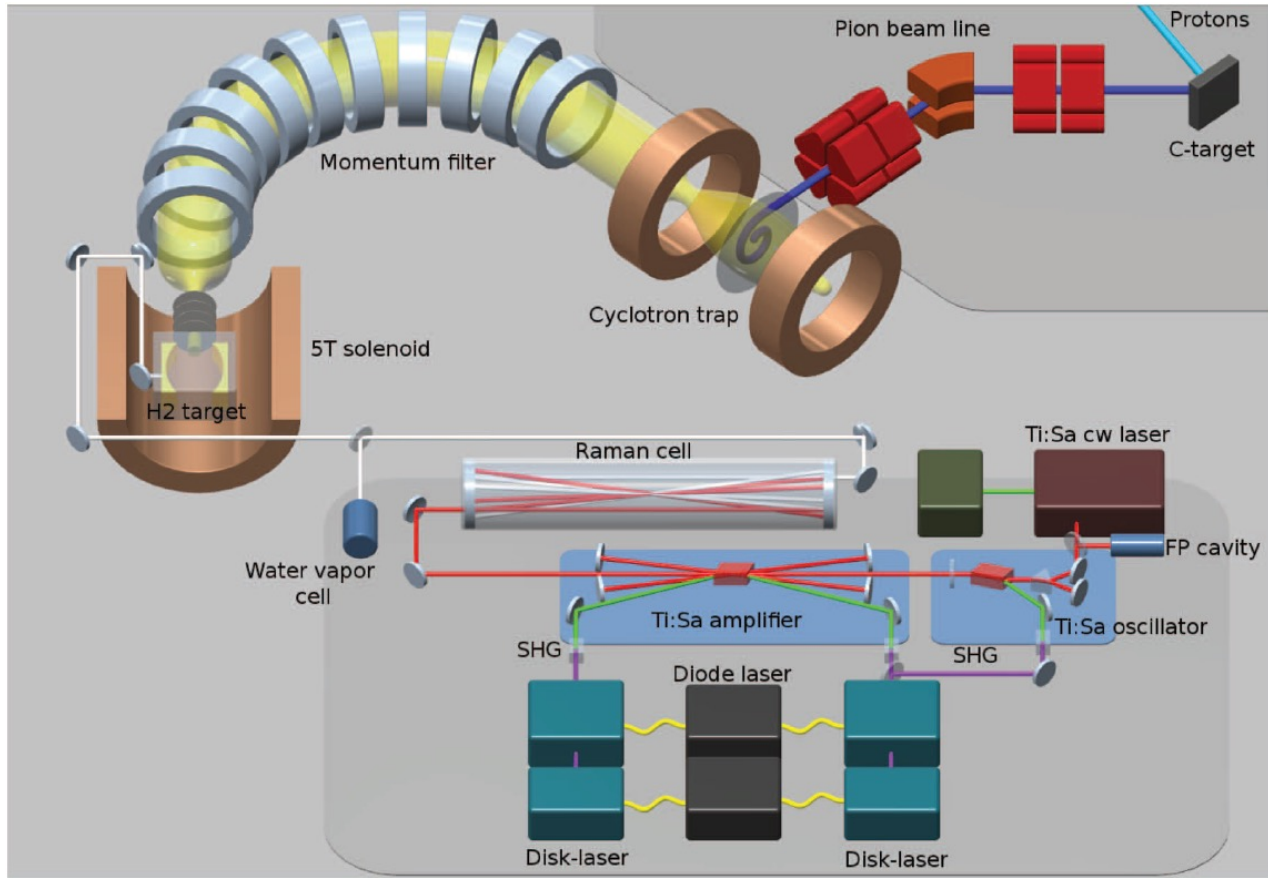 Protons
Pion beam line
C-target
Momentum filter
Cyclotron trap
5T solenoid
H2 target
Raman cell
Ti:Sa cw laser
FP cavity
Water vapor
cell
Ti:Sa amplifier
Ti:Sa oscillator
SHG
SHG
Diode laser
Disk-laser
Disk-laser